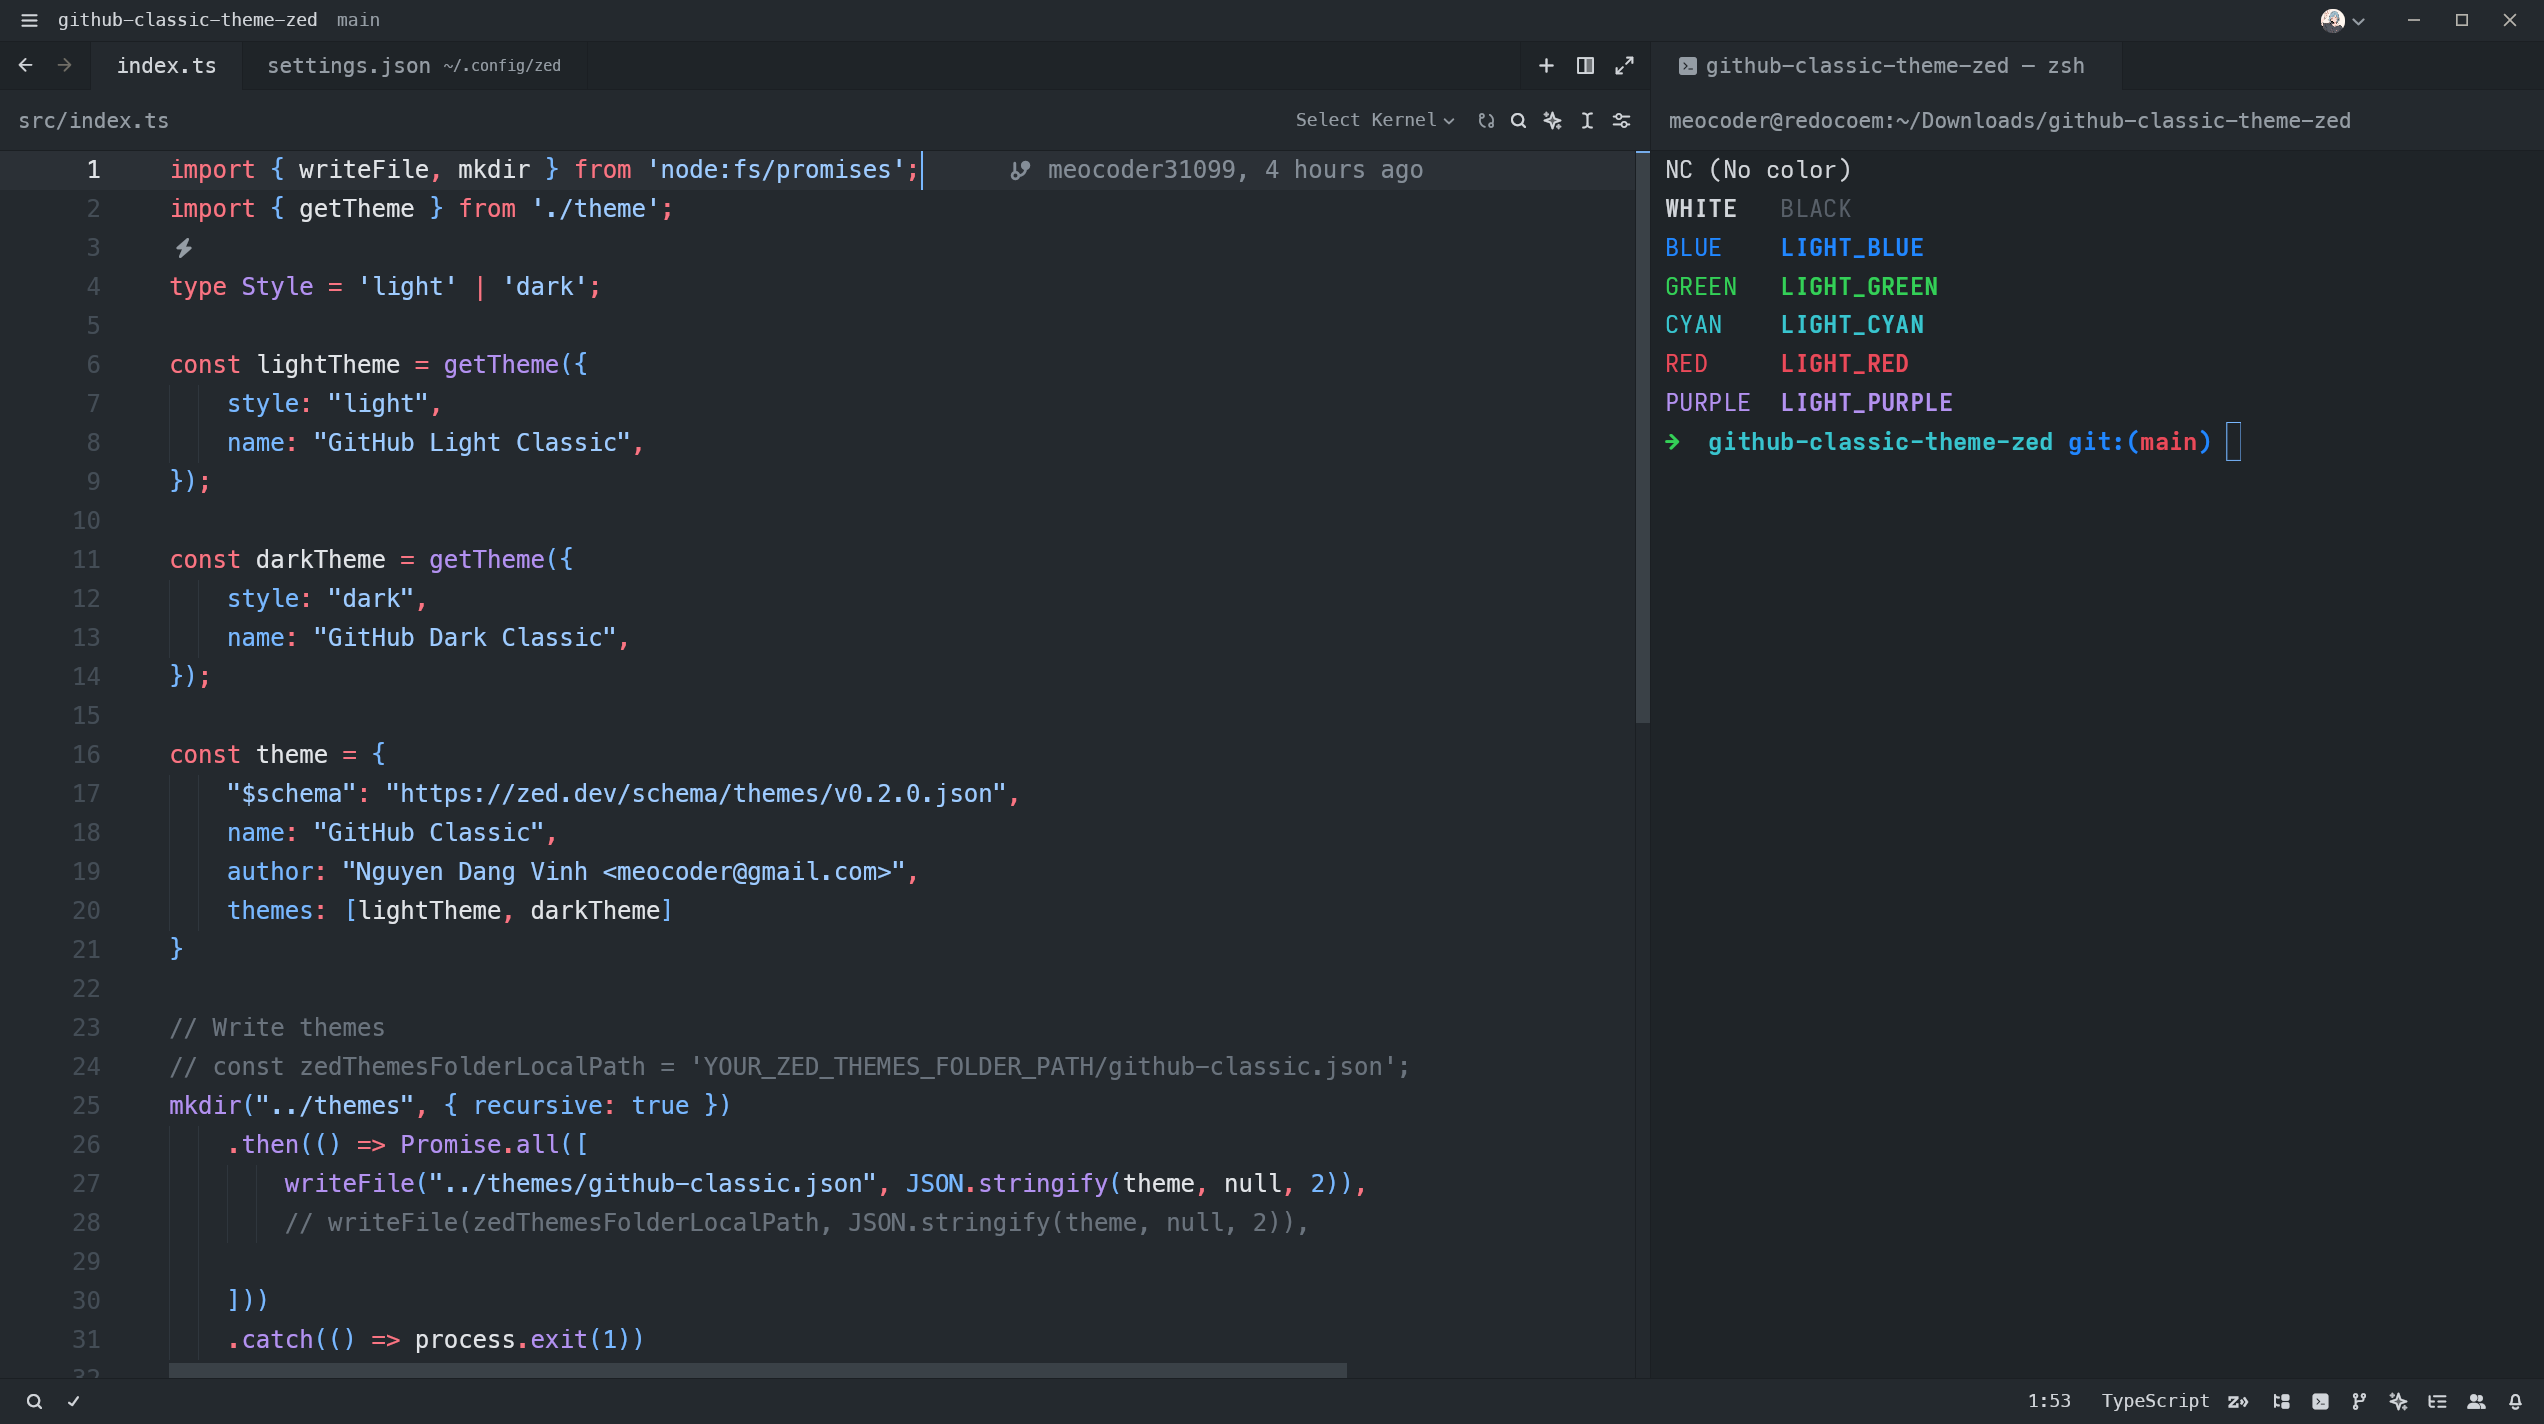 github-classic-theme-zed main
index.ts settings.json ~/.config/zed
github-classic-theme-zed — zsh
src/index.ts Select Kernel
meocoder@redocoem:~/Downloads/github-classic-theme-zed
1 import { writeFile, mkdir } from 'node:fs/promises'; meocoder31099, 4 hours ago
2 import { getTheme } from './theme';
3
4 type Style = 'light' | 'dark';
5
6 const lightTheme = getTheme({
7 style: "light",
8 name: "GitHub Light Classic",
9 });
10
11 const darkTheme = getTheme({
12 style: "dark",
13 name: "GitHub Dark Classic",
14 });
15
16 const theme = {
17 "$schema": "https://zed.dev/schema/themes/v0.2.0.json",
18 name: "GitHub Classic",
19 author: "Nguyen Dang Vinh <meocoder@gmail.com>",
20 themes: [lightTheme, darkTheme]
21 }
22
23 // Write themes
24 // const zedThemesFolderLocalPath = 'YOUR_ZED_THEMES_FOLDER_PATH/github-classic.json';
25 mkdir("../themes", { recursive: true })
26 .then(() => Promise.all([
27 writeFile("../themes/github-classic.json", JSON.stringify(theme, null, 2)),
28 // writeFile(zedThemesFolderLocalPath, JSON.stringify(theme, null, 2)),
29
30 ]))
31 .catch(() => process.exit(1))
32
NC (No color)
WHITE BLACK
BLUE LIGHT_BLUE
GREEN LIGHT_GREEN
CYAN LIGHT_CYAN
RED LIGHT_RED
PURPLE LIGHT_PURPLE
➜ github-classic-theme-zed git:(main)
1:53 TypeScript